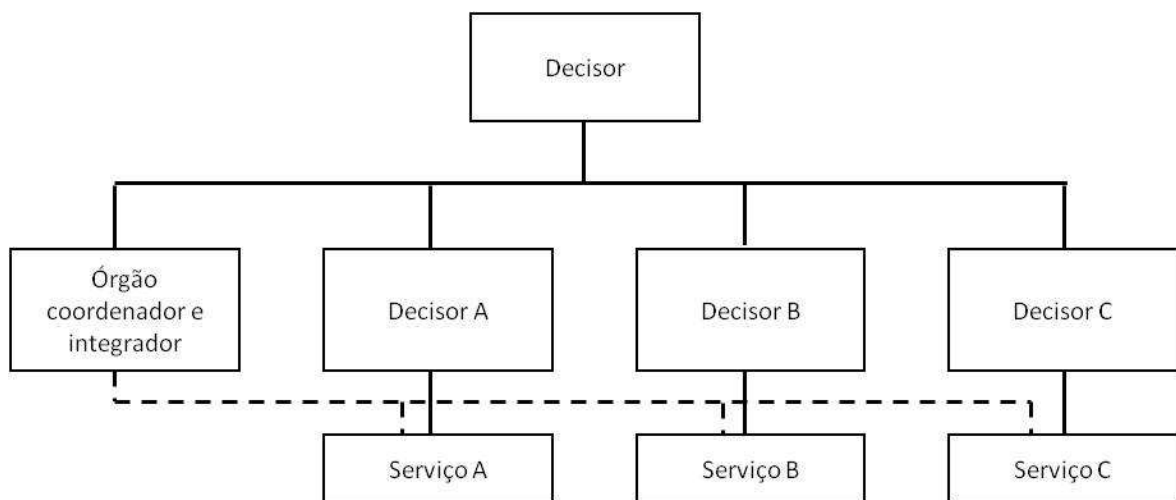 Decisor
Órgão
coordenador e
integrador
Decisor A
Decisor B
Decisor C
Serviço A
Serviço B
Serviço C